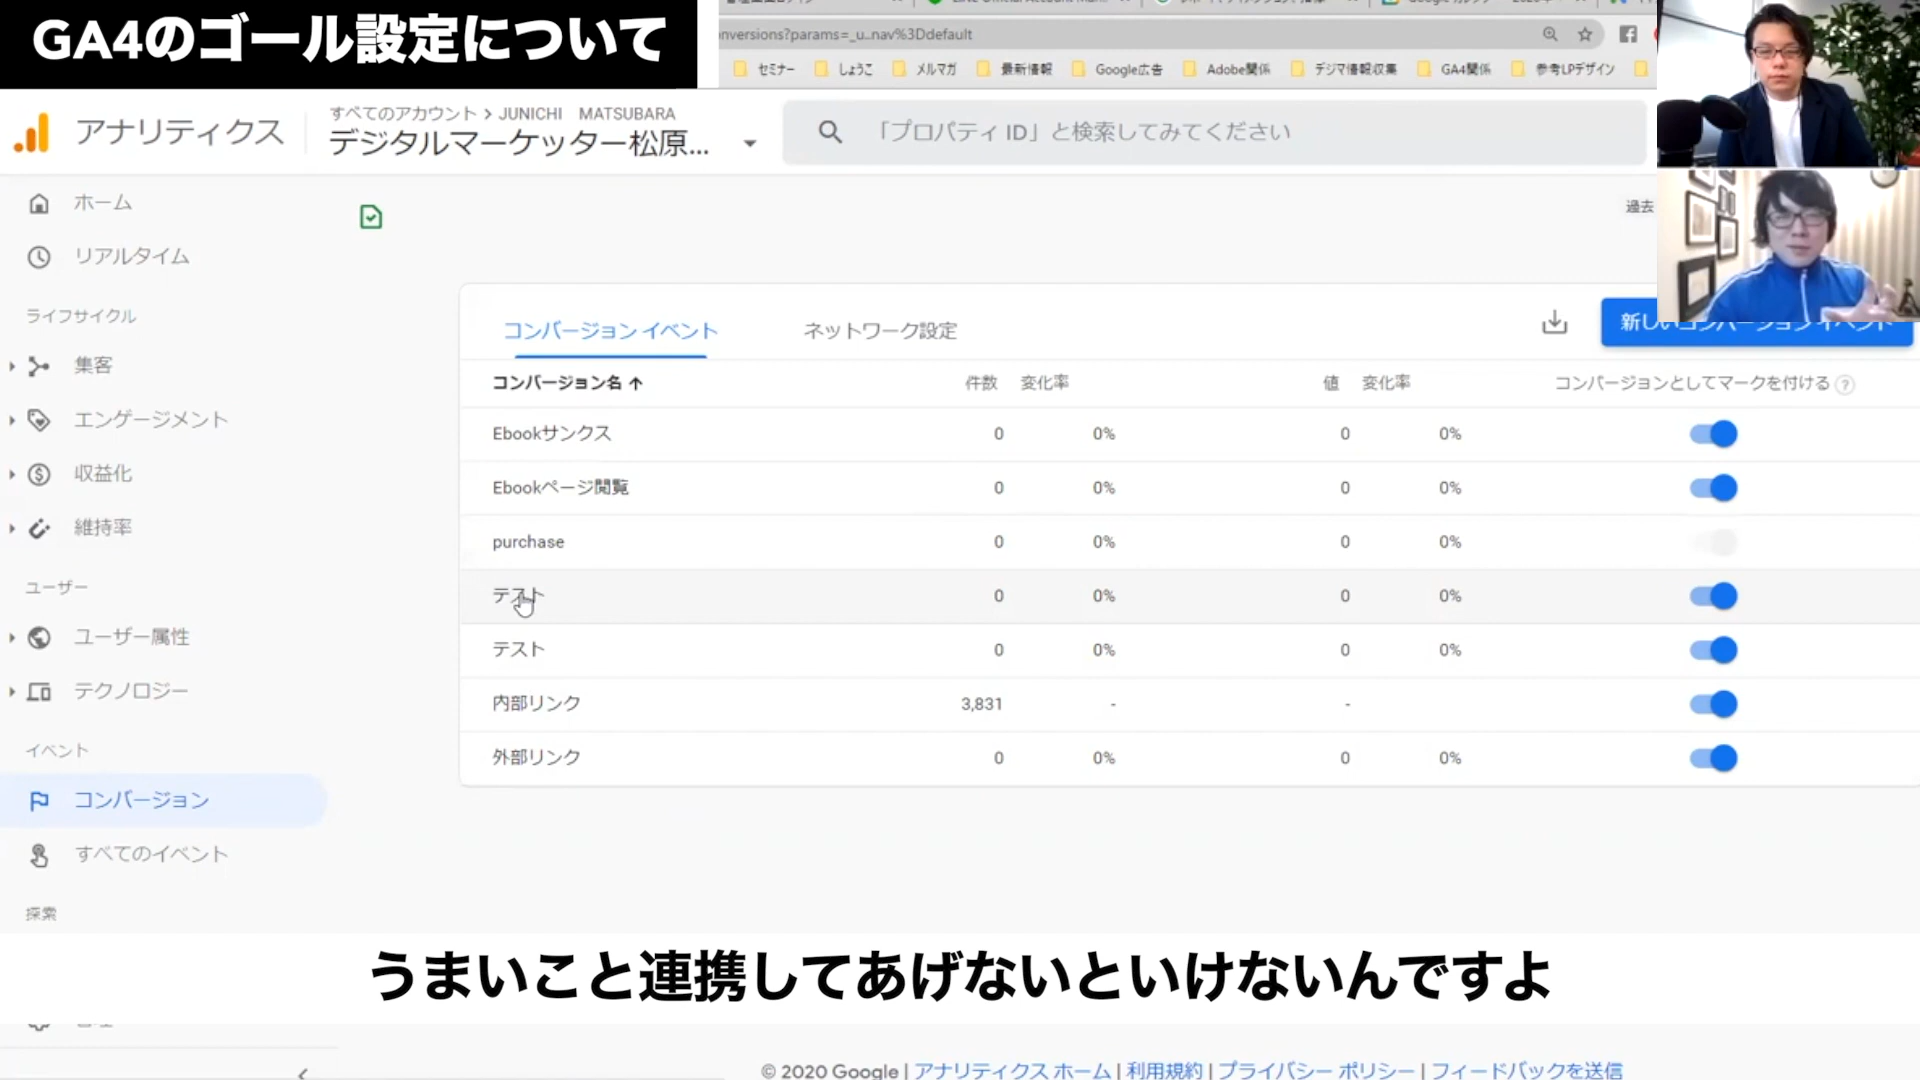 GA4のゴール設定について
nversions?params=_u...nav%3Ddefault
セミナー しょうこ メルマガ 最新情報 Google広告 Adobe関係 デジマ情報収集 GA4関係 参考LPデザイン
アナリティクス
すべてのアカウント > JUNICHI MATSUBARA
デジタルマーケッター松原...
「プロパティ ID」と検索してみてください
ホーム
リアルタイム
ライフサイクル
集客
エンゲージメント
収益化
維持率
ユーザー
ユーザー属性
テクノロジー
イベント
コンバージョン
すべてのイベント
探索
過去
コンバージョン イベント ネットワーク設定
新しいコンバージョン イベント
コンバージョン名 ↑ 件数 変化率 値 変化率 コンバージョンとしてマークを付ける ?
Ebookサンクス 0 0% 0 0%
Ebookページ閲覧 0 0% 0 0%
purchase 0 0% 0 0%
テスト 0 0% 0 0%
テスト 0 0% 0 0%
内部リンク 3,831 - -
外部リンク 0 0% 0 0%
うまいこと連携してあげないといけないんですよ
© 2020 Google | アナリティクス ホーム | 利用規約 | プライバシー ポリシー | フィードバックを送信